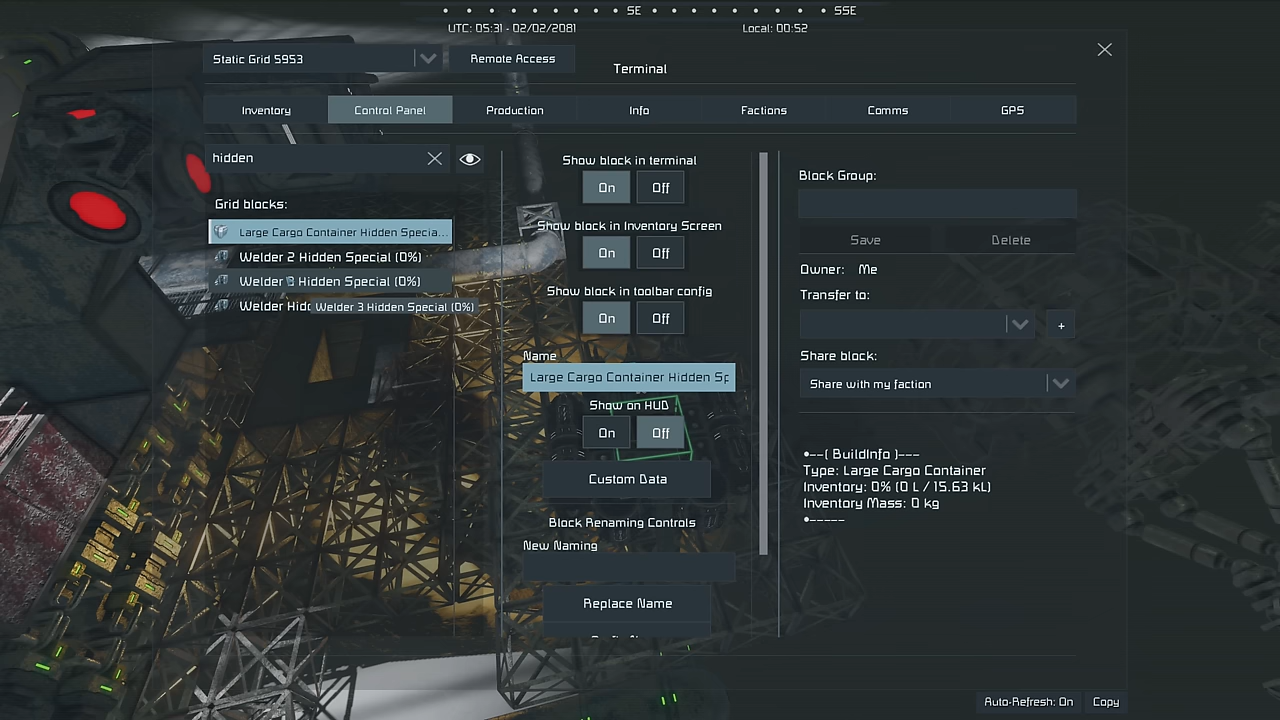 SE
SSE
UTC: 05:31 - 02/02/2081
Local: 00:52
Static Grid 5953
Remote Access
Terminal
Inventory
Control Panel
Production
Info
Factions
Comms
GPS
hidden
Grid blocks:
Large Cargo Container Hidden Specia...
Welder 2 Hidden Special (0%)
Welder 3 Hidden Special (0%)
Welder Hid
Welder 3 Hidden Special (0%)
Show block in terminal
On
Off
Show block in Inventory Screen
On
Off
Show block in toolbar config
On
Off
Name
Large Cargo Container Hidden Sp
Show on HUD
On
Off
Custom Data
Block Renaming Controls
New Naming
Replace Name
Block Group:
Save
Delete
Owner: Me
Transfer to:
+
Share block:
Share with my faction
•--( BuildInfo )---
Type: Large Cargo Container
Inventory: 0% (0 L / 15.63 kL)
Inventory Mass: 0 kg
•-----
Auto-Refresh: On
Copy